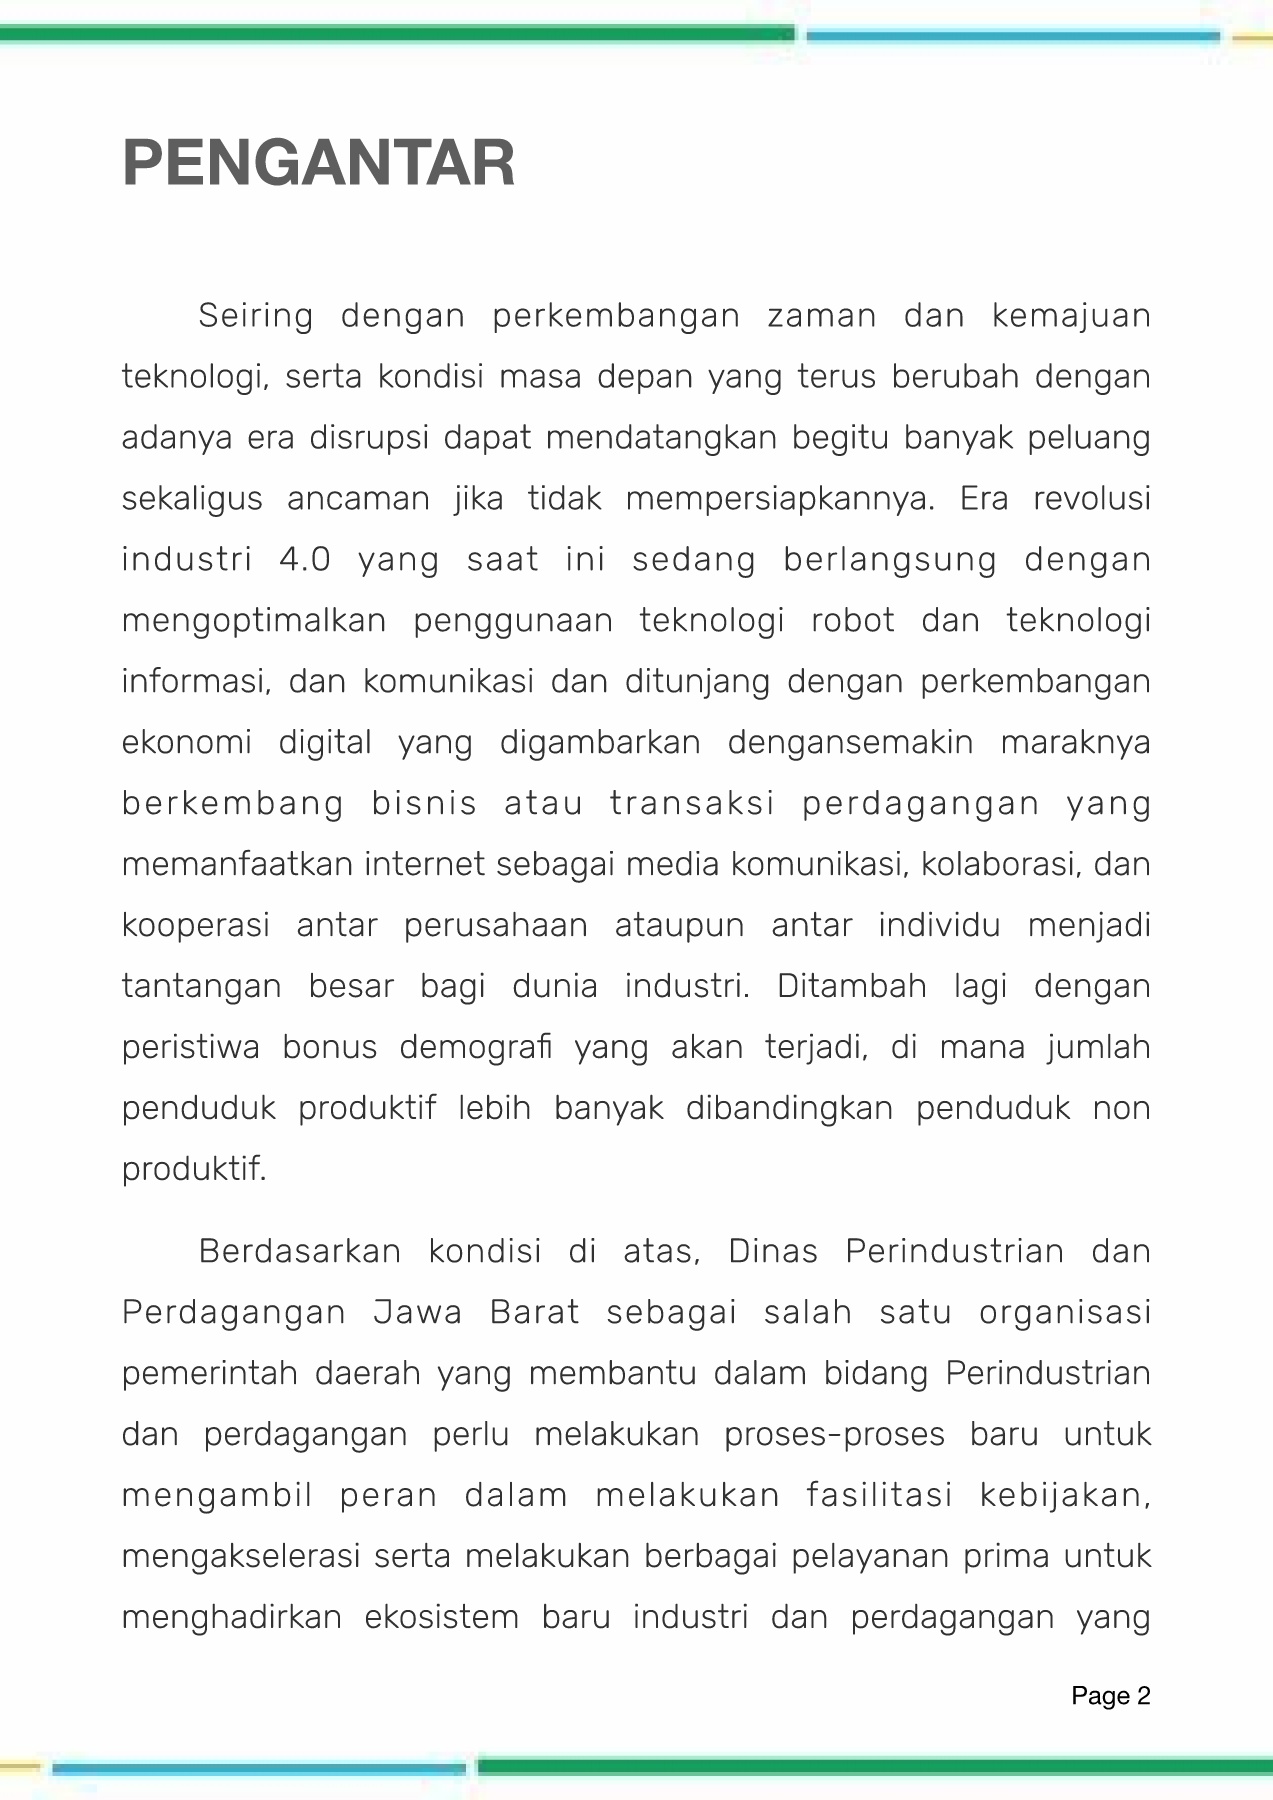 PENGANTAR
Seiring dengan perkembangan zaman dan kemajuan
teknologi, serta kondisi masa depan yang terus berubah dengan
adanya era disrupsi dapat mendatangkan begitu banyak peluang
sekaligus ancaman jika tidak mempersiapkannya. Era revolusi
industri 4.0 yang saat ini sedang berlangsung dengan
mengoptimalkan penggunaan teknologi robot dan teknologi
informasi, dan komunikasi dan ditunjang dengan perkembangan
ekonomi digital yang digambarkan dengansemakin maraknya
berkembang bisnis atau transaksi perdagangan yang
memanfaatkan internet sebagai media komunikasi, kolaborasi, dan
kooperasi antar perusahaan ataupun antar individu menjadi
tantangan besar bagi dunia industri. Ditambah lagi dengan
peristiwa bonus demografi yang akan terjadi, di mana jumlah
penduduk produktif lebih banyak dibandingkan penduduk non
produktif.
Berdasarkan kondisi di atas, Dinas Perindustrian dan
Perdagangan Jawa Barat sebagai salah satu organisasi
pemerintah daerah yang membantu dalam bidang Perindustrian
dan perdagangan perlu melakukan proses-proses baru untuk
mengambil peran dalam melakukan fasilitasi kebijakan,
mengakselerasi serta melakukan berbagai pelayanan prima untuk
menghadirkan ekosistem baru industri dan perdagangan yang
Page 2